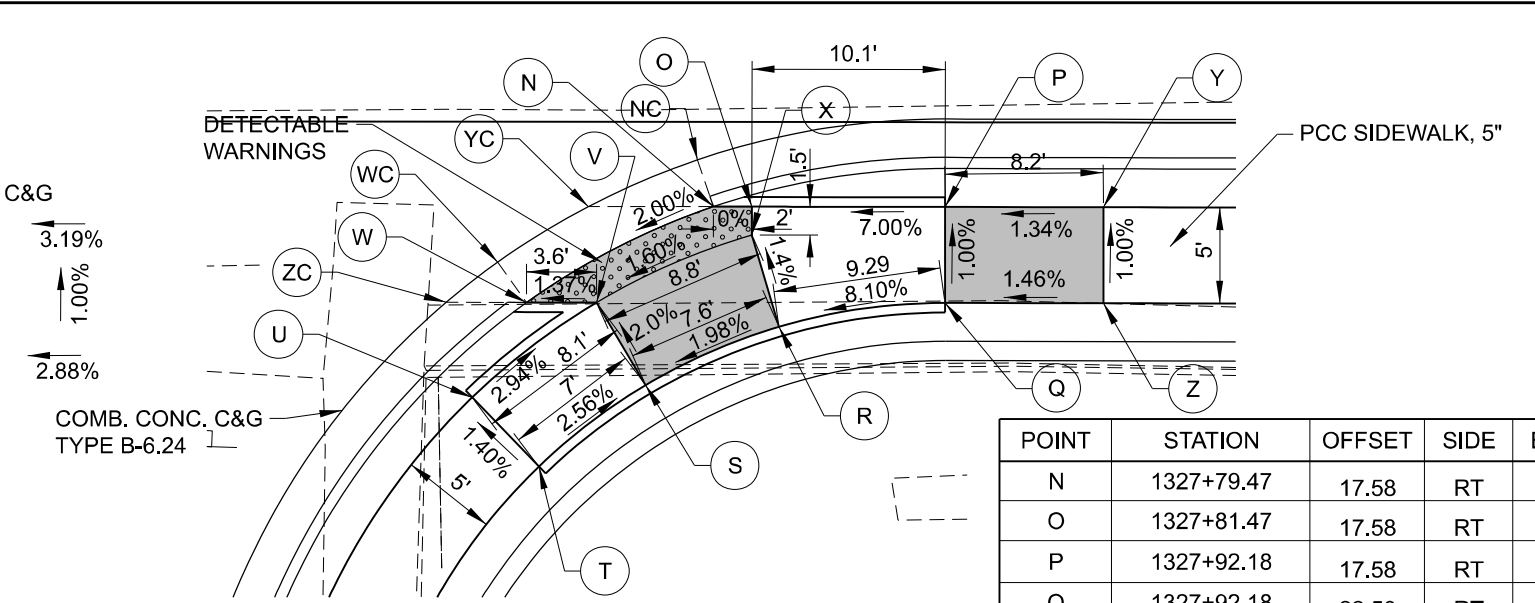 10.1'
N
O
P
Y
NC
X
DETECTABLE
WARNINGS
YC
V
PCC SIDEWALK, 5"
1.5'
8.2'
C&G
3.19%
WC
2.00%
0%
2'
7.00%
1.34%
1.00%
1.00%
5'
W
3.6'
1.60%
1.4%
9.29
1.37%
8.8'
8.10%
1.46%
ZC
1.00%
2.0%
7.6'
1.98%
U
2.88%
2.94%
8.1'
7'
2.56%
Q
Z
R
COMB. CONC. C&G
TYPE B-6.24
1.40%
5'
S
T
POINT STATION OFFSET SIDE
N 1327+79.47 17.58 RT
O 1327+81.47 17.58 RT
P 1327+92.18 17.58 RT